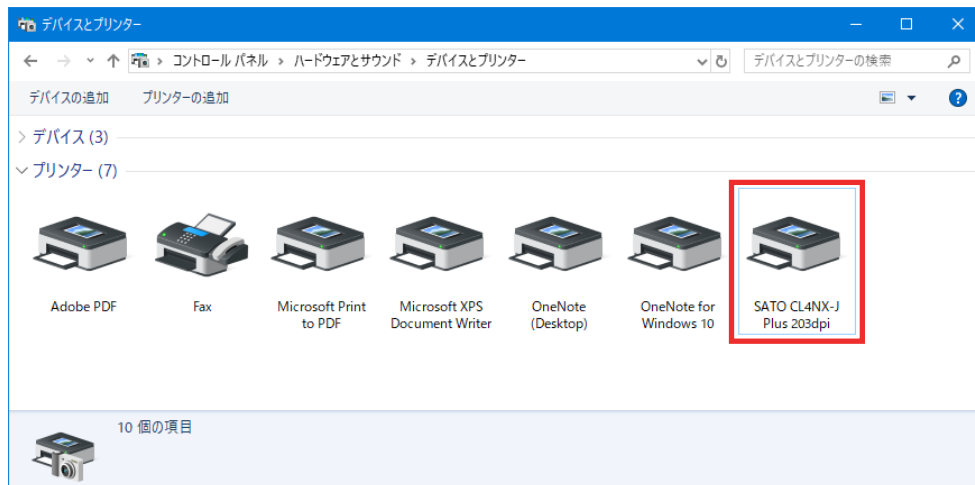 デバイスとプリンター
コントロール パネル › ハードウェアとサウンド › デバイスとプリンター
デバイスとプリンターの検索
デバイスの追加 プリンターの追加
デバイス (3)
プリンター (7)
Adobe PDF
Fax
Microsoft Print
to PDF
Microsoft XPS
Document Writer
OneNote
(Desktop)
OneNote for
Windows 10
SATO CL4NX-J
Plus 203dpi
10 個の項目